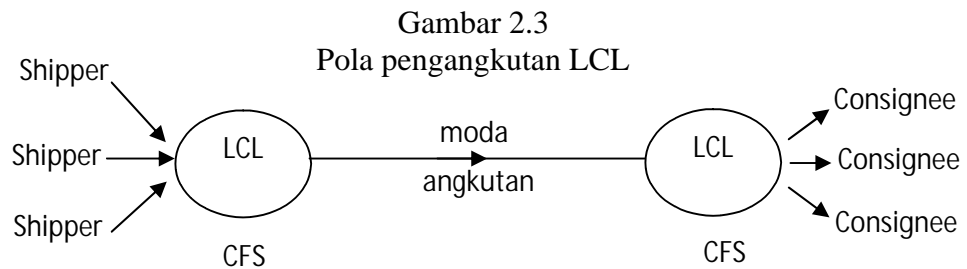 Gambar 2.3
Pola pengangkutan LCL
Shipper
Shipper
Shipper
LCL
CFS
moda
angkutan
LCL
CFS
Consignee
Consignee
Consignee